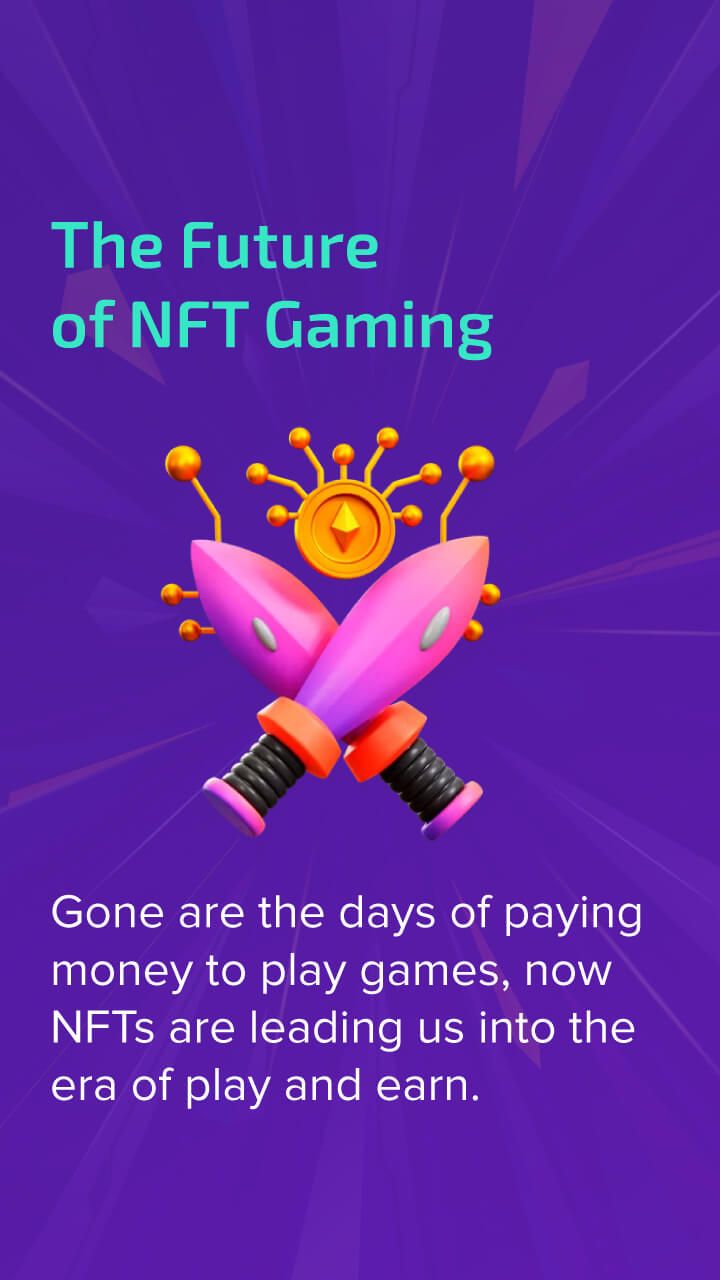 The Future
of NFT Gaming
Gone are the days of paying
money to play games, now
NFTs are leading us into the
era of play and earn.